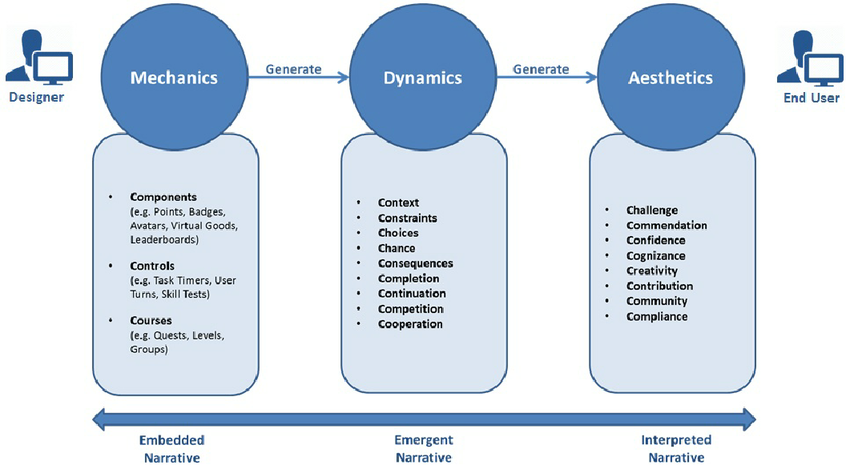 Designer
Mechanics
Generate
Dynamics
Generate
Aesthetics
End User
• Components
(e.g. Points, Badges,
Avatars, Virtual Goods,
Leaderboards)
• Controls
(e.g. Task Timers, User
Turns, Skill Tests)
• Courses
(e.g. Quests, Levels,
Groups)
• Context
• Constraints
• Choices
• Chance
• Consequences
• Completion
• Continuation
• Competition
• Cooperation
• Challenge
• Commendation
• Confidence
• Cognizance
• Creativity
• Contribution
• Community
• Compliance
Embedded
Narrative
Emergent
Narrative
Interpreted
Narrative